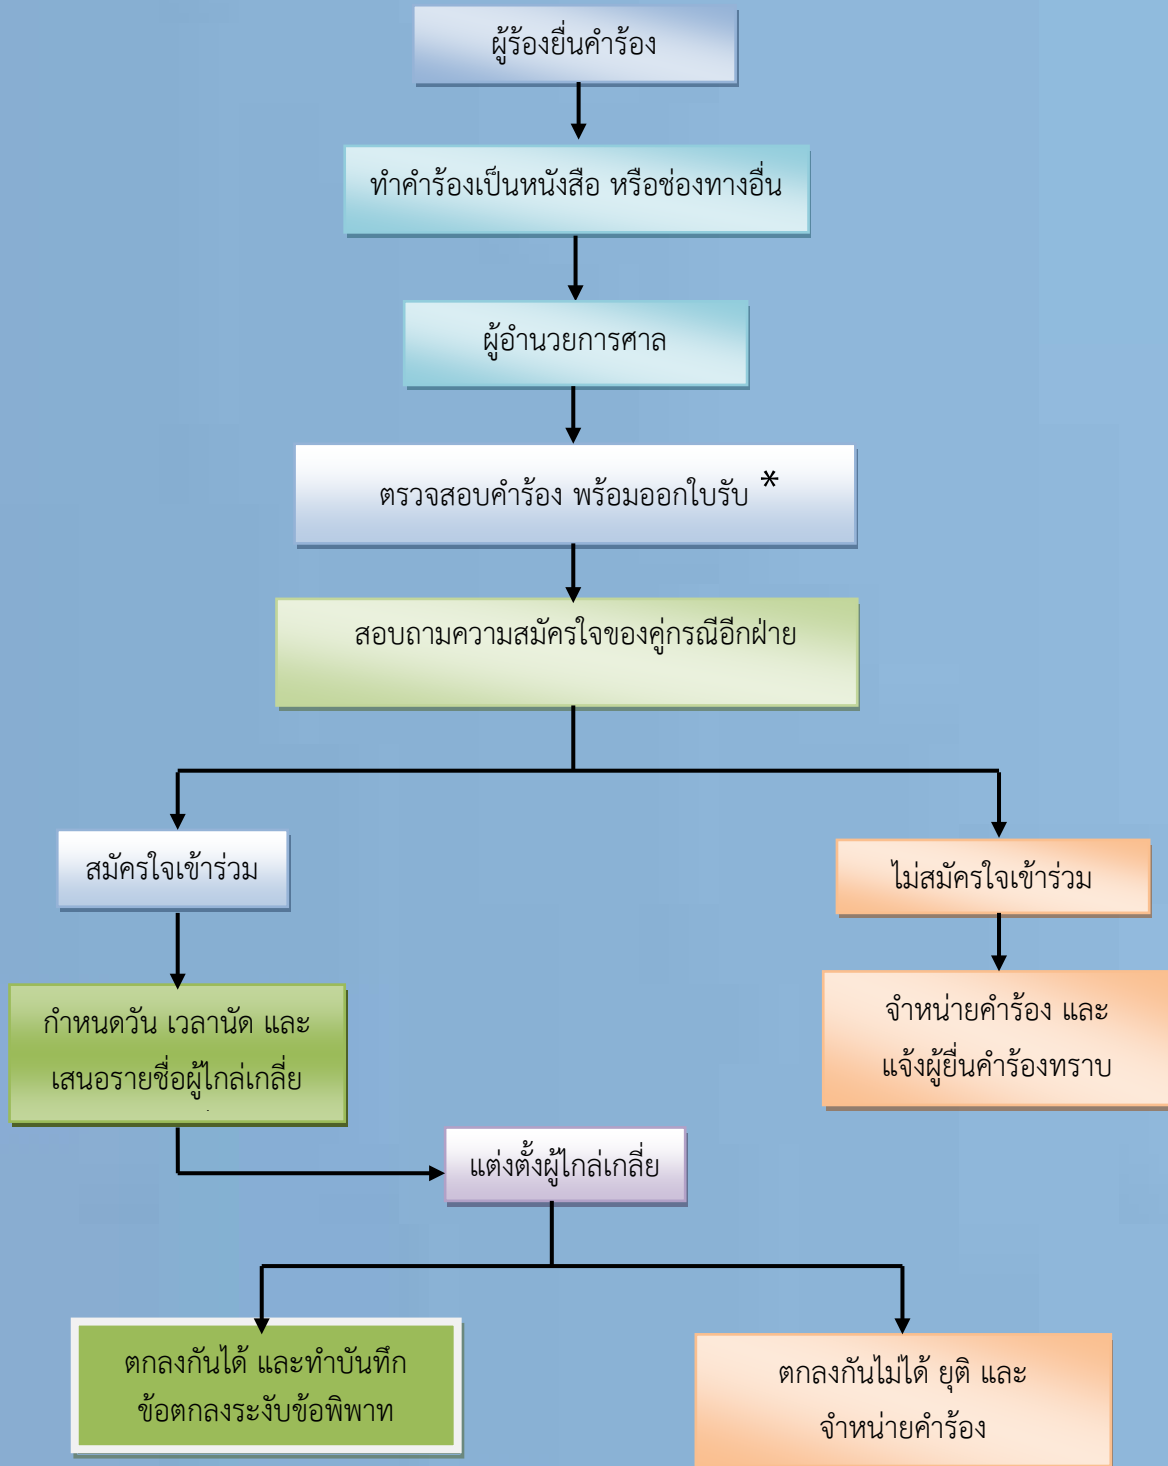 ผู้ร้องยื่นคำร้อง
ทำคำร้องเป็นหนังสือ หรือช่องทางอื่น
ผู้อำนวยการศาล
ตรวจสอบคำร้อง พร้อมออกใบรับ *
สอบถามความสมัครใจของคู่กรณีอีกฝ่าย
สมัครใจเข้าร่วม
ไม่สมัครใจเข้าร่วม
กำหนดวัน เวลานัด และ
เสนอรายชื่อผู้ไกล่เกลี่ย
จำหน่ายคำร้อง และ
แจ้งผู้ยื่นคำร้องทราบ
แต่งตั้งผู้ไกล่เกลี่ย
ตกลงกันได้ และทำบันทึก
ข้อตกลงระงับข้อพิพาท
ตกลงกันไม่ได้ ยุติ และ
จำหน่ายคำร้อง